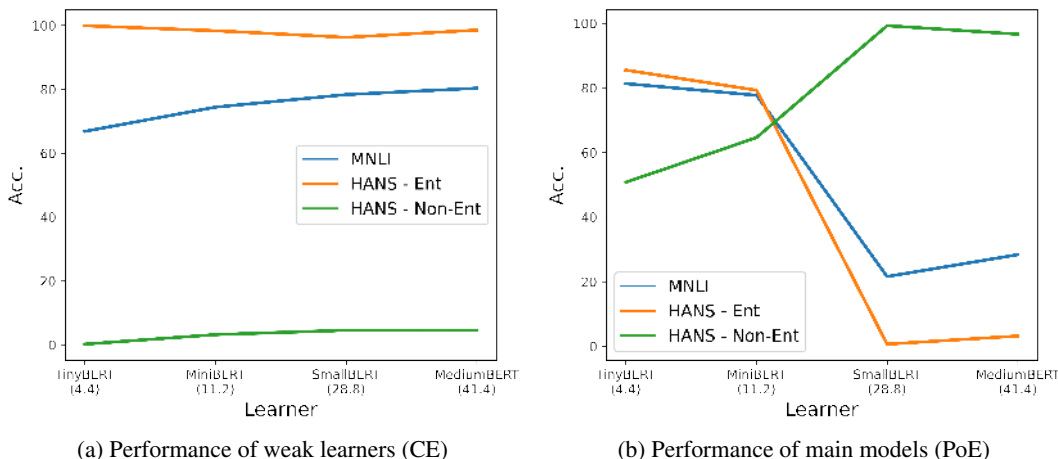 100
80
60
40
20
0
Acc.
MNLI
HANS - Ent
HANS - Non-Ent
TinyBERT
(4.4)
MiniBERT
(11.2)
SmallBERT
(28.8)
MediumBERT
(41.4)
Learner
(a) Performance of weak learners (CE)
100
80
60
40
20
0
Acc.
MNLI
HANS - Ent
HANS - Non-Ent
TinyBERT
(4.4)
MiniBERT
(11.2)
SmallBERT
(28.8)
MediumBERT
(41.4)
Learner
(b) Performance of main models (PoE)